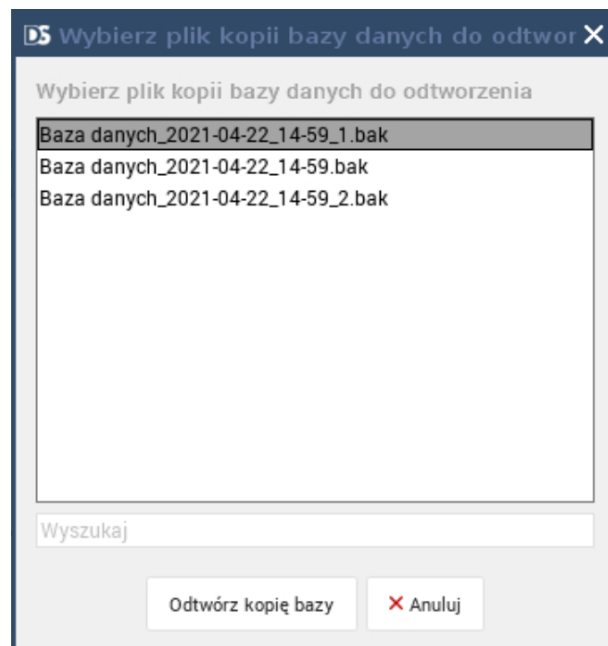 DS Wybierz plik kopii bazy danych do odtwor
Wybierz plik kopii bazy danych do odtworzenia
Baza danych_2021-04-22_14-59_1.bak
Baza danych_2021-04-22_14-59.bak
Baza danych_2021-04-22_14-59_2.bak
Wyszukaj
Odtwórz kopię bazy Anuluj